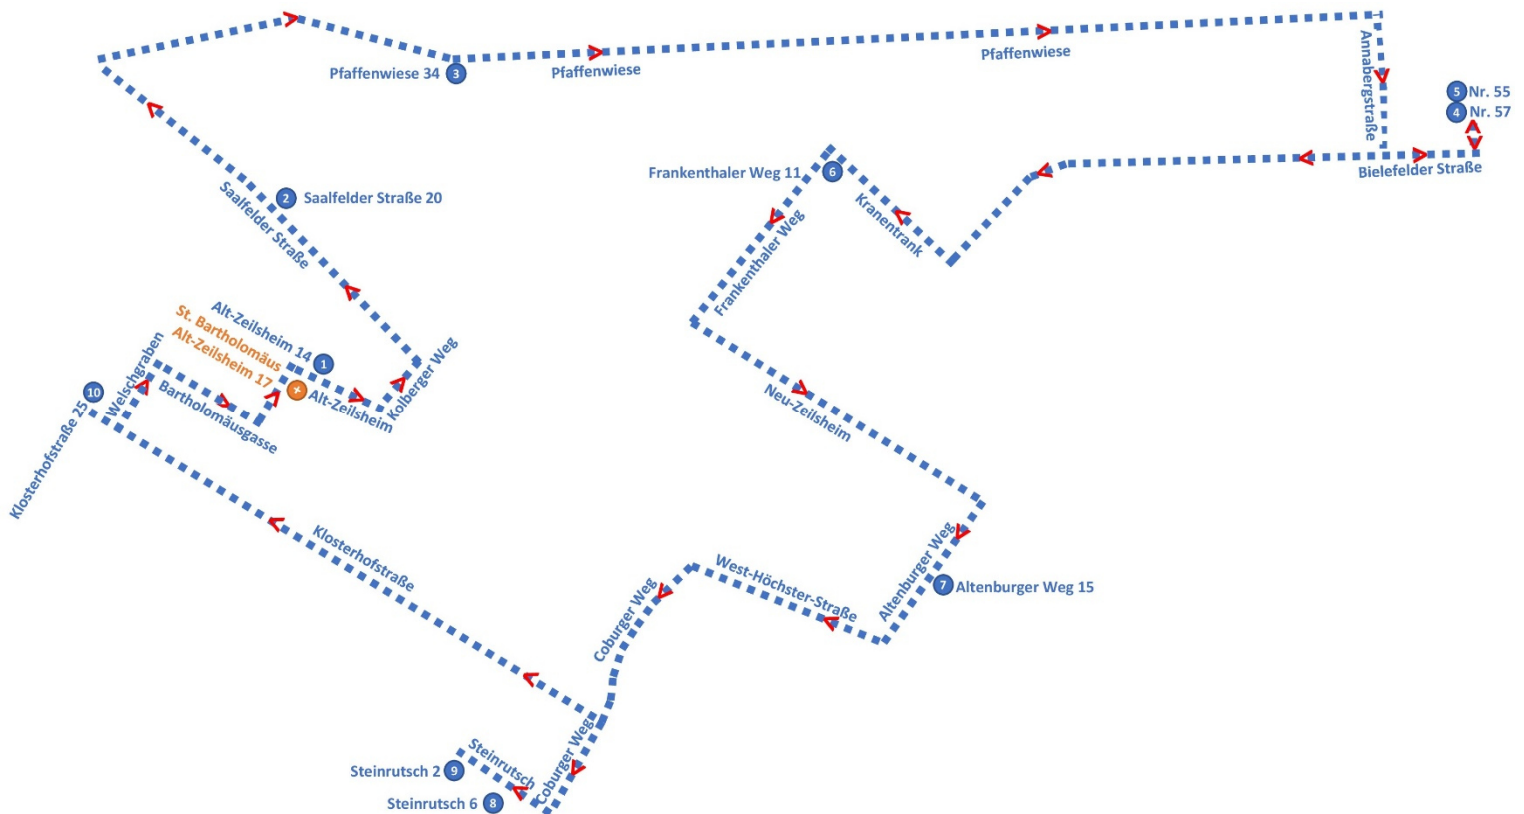 Pfaffenwiese 34
3
Pfaffenwiese
Pfaffenwiese
Annabergstraße
5 Nr. 55
4 Nr. 57
Bielefelder Straße
Frankenthaler Weg 11
6
Kranentrank
Frankenthaler Weg
2
Saalfelder Straße 20
Saalfelder Straße
Alt-Zeilsheim 14
1
St. Bartholomäus
Alt-Zeilsheim 17
+
Alt-Zeilsheim
Kolberger Weg
Welschgraben
Bartholomäusgasse
10
Klosterhofstraße 25
Neu-Zeilsheim
Klosterhofstraße
West-Höchster-Straße
Altenburger Weg
7
Altenburger Weg 15
Coburger Weg
Coburger Weg
Steinrutsch
Steinrutsch 2
9
Steinrutsch 6
8